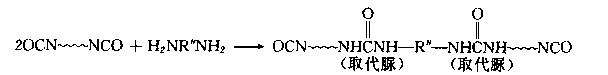 O O
2OCN~~~NCO + H₂NR″NH₂ ⟶ OCN~~~NHCNH—R″—NHCNH~~~NCO
(取代脲) (取代脲)